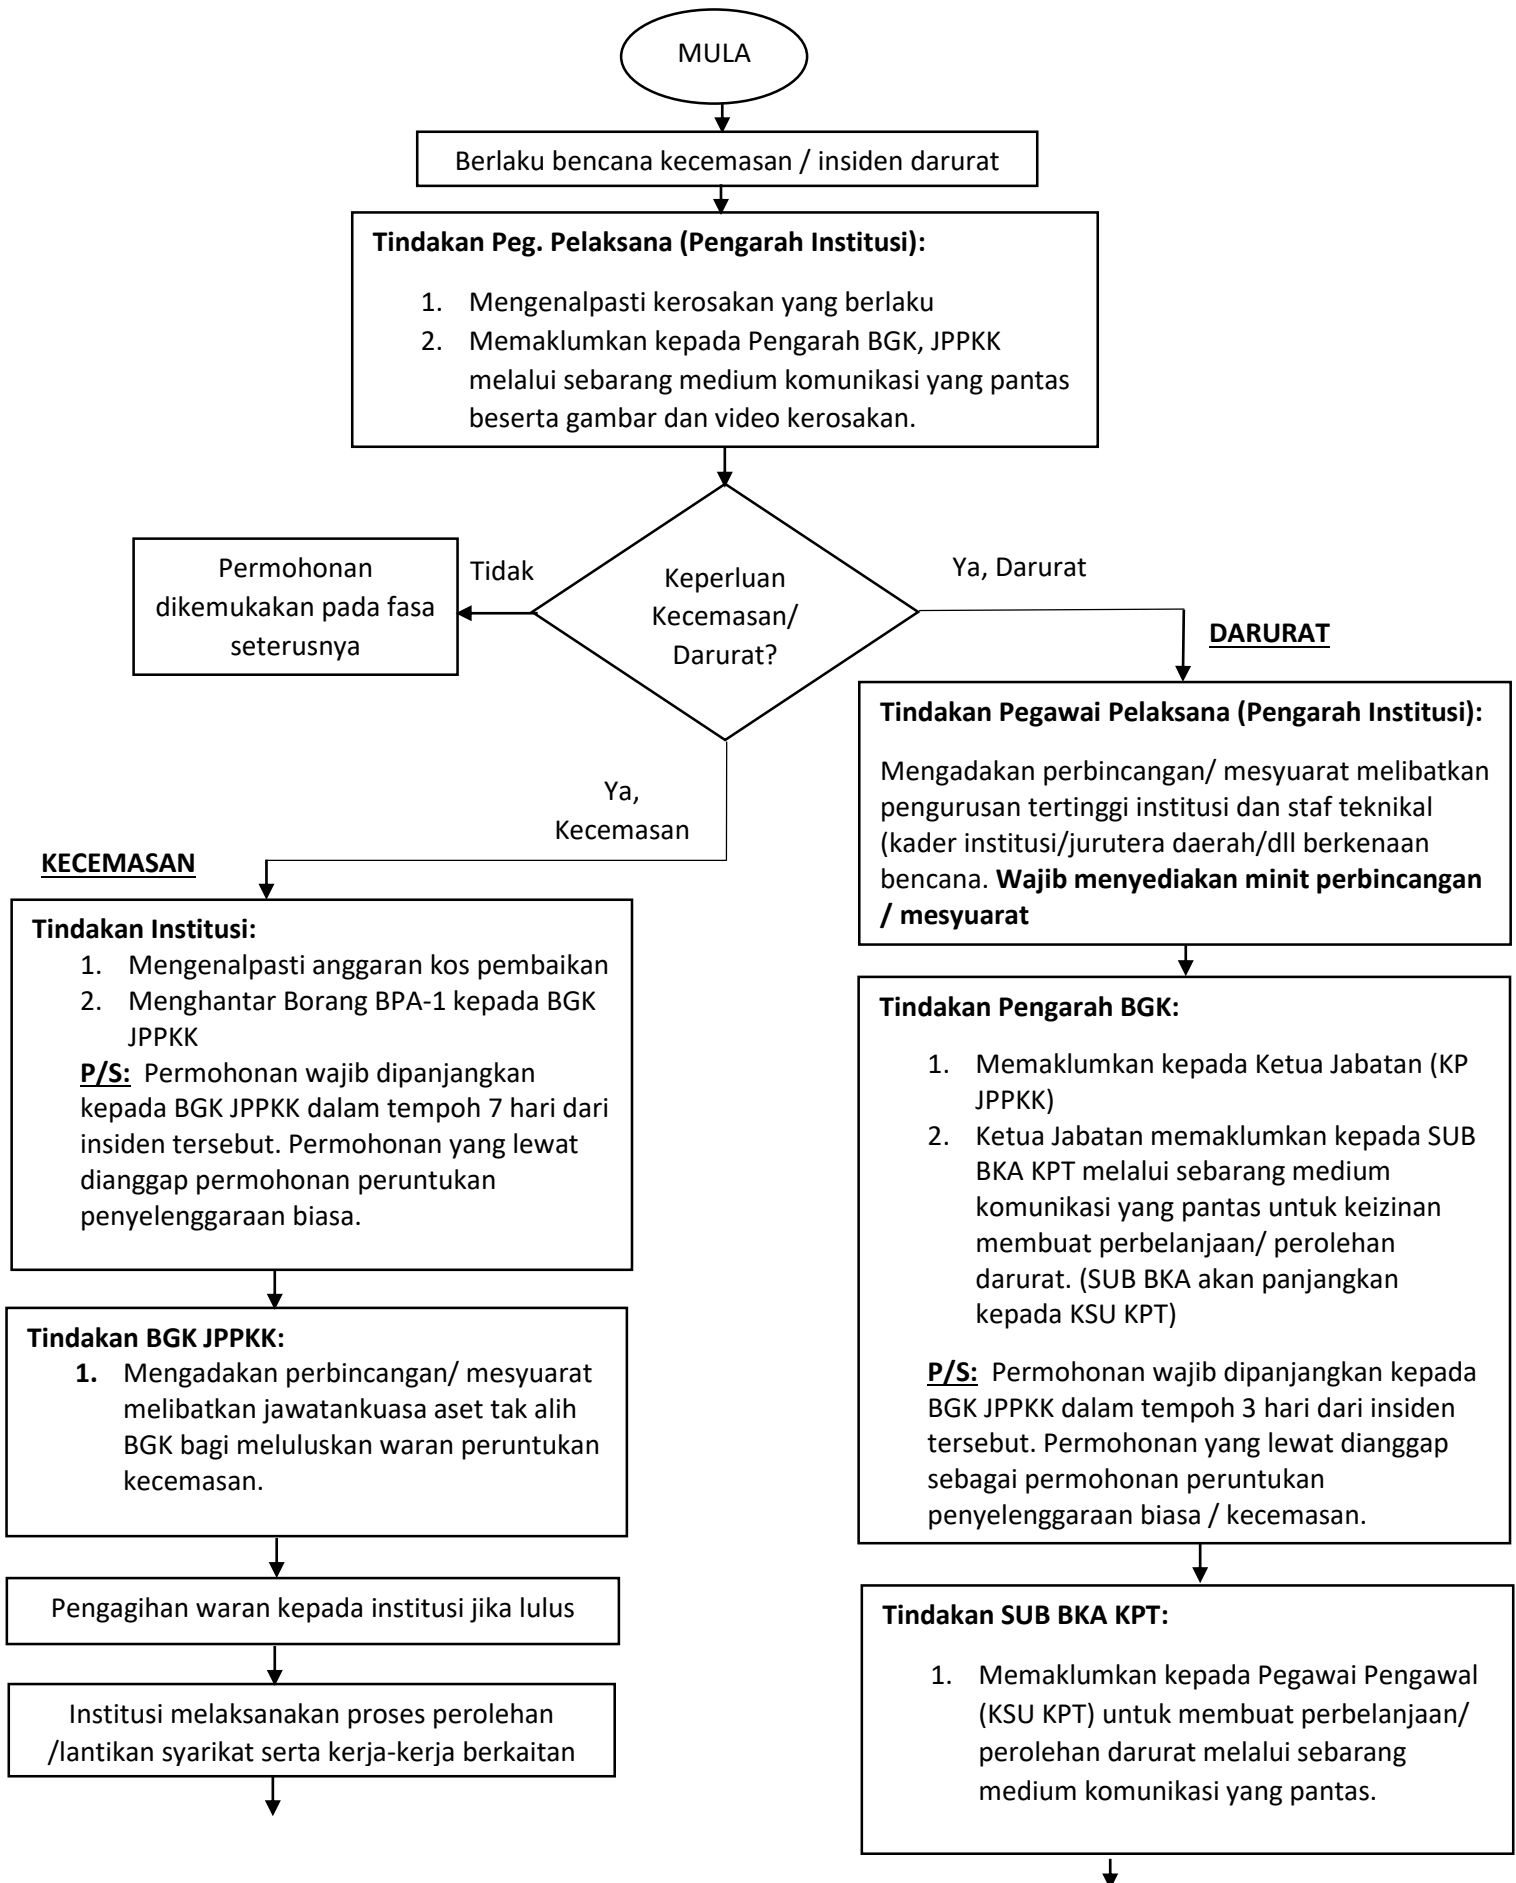 MULA
Berlaku bencana kecemasan / insiden darurat
Tindakan Peg. Pelaksana (Pengarah Institusi):
1. Mengenalpasti kerosakan yang berlaku
2. Memaklumkan kepada Pengarah BGK, JPPKK
melalui sebarang medium komunikasi yang pantas
beserta gambar dan video kerosakan.
Keperluan
Kecemasan/
Darurat?
Tidak
Permohonan
dikemukakan pada fasa
seterusnya
Ya,
Kecemasan
KECEMASAN
Tindakan Institusi:
1. Mengenalpasti anggaran kos pembaikan
2. Menghantar Borang BPA-1 kepada BGK
JPPKK
P/S: Permohonan wajib dipanjangkan
kepada BGK JPPKK dalam tempoh 7 hari dari
insiden tersebut. Permohonan yang lewat
dianggap permohonan peruntukan
penyelenggaraan biasa.
Tindakan BGK JPPKK:
1. Mengadakan perbincangan/ mesyuarat
melibatkan jawatankuasa aset tak alih
BGK bagi meluluskan waran peruntukan
kecemasan.
Pengagihan waran kepada institusi jika lulus
Institusi melaksanakan proses perolehan
/lantikan syarikat serta kerja-kerja berkaitan
Ya, Darurat
DARURAT
Tindakan Pegawai Pelaksana (Pengarah Institusi):
Mengadakan perbincangan/ mesyuarat melibatkan
pengurusan tertinggi institusi dan staf teknikal
(kader institusi/jurutera daerah/dll berkenaan
bencana. Wajib menyediakan minit perbincangan
/ mesyuarat
Tindakan Pengarah BGK:
1. Memaklumkan kepada Ketua Jabatan (KP
JPPKK)
2. Ketua Jabatan memaklumkan kepada SUB
BKA KPT melalui sebarang medium
komunikasi yang pantas untuk keizinan
membuat perbelanjaan/ perolehan
darurat. (SUB BKA akan panjangkan
kepada KSU KPT)
P/S: Permohonan wajib dipanjangkan kepada
BGK JPPKK dalam tempoh 3 hari dari insiden
tersebut. Permohonan yang lewat dianggap
sebagai permohonan peruntukan
penyelenggaraan biasa / kecemasan.
Tindakan SUB BKA KPT:
1. Memaklumkan kepada Pegawai Pengawal
(KSU KPT) untuk membuat perbelanjaan/
perolehan darurat melalui sebarang
medium komunikasi yang pantas.